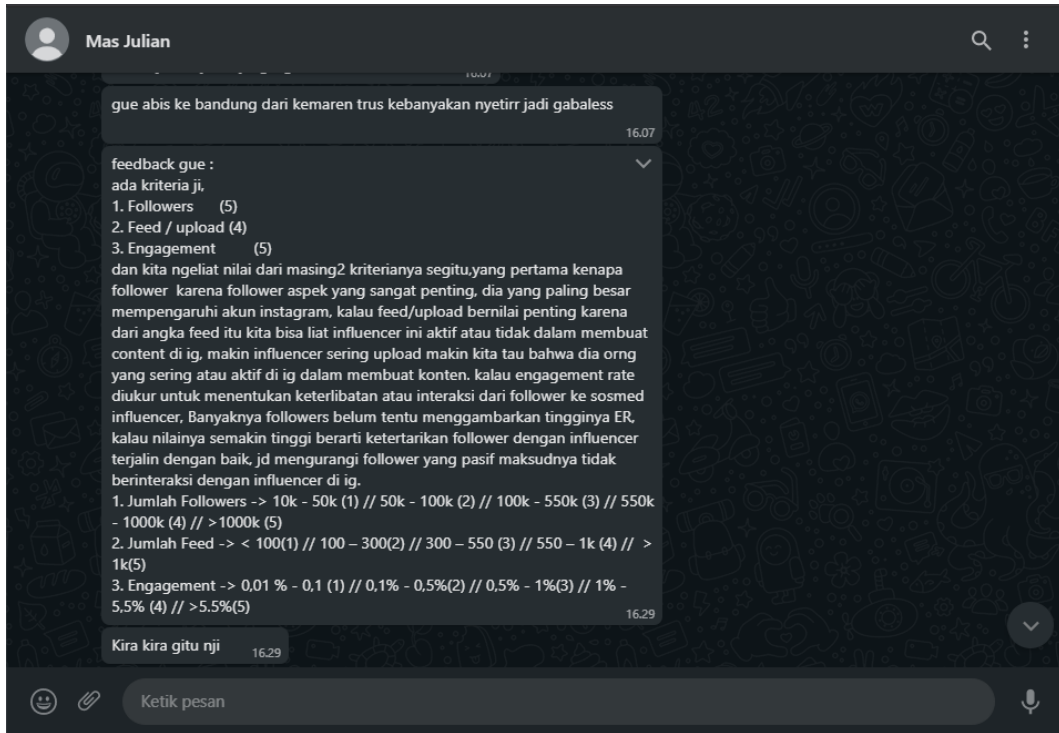 Mas Julian
16.07
gue abis ke bandung dari kemaren trus kebanyakan nyetirr jadi gabaless
16.07
feedback gue :
ada kriteria ji,
1. Followers (5)
2. Feed / upload (4)
3. Engagement (5)
dan kita ngeliat nilai dari masing2 kriterianya segitu,yang pertama kenapa
follower karena follower aspek yang sangat penting, dia yang paling besar
mempengaruhi akun instagram, kalau feed/upload bernilai penting karena
dari angka feed itu kita bisa liat influencer ini aktif atau tidak dalam membuat
content di ig, makin influencer sering upload makin kita tau bahwa dia orng
yang sering atau aktif di ig dalam membuat konten. kalau engagement rate
diukur untuk menentukan keterlibatan atau interaksi dari follower ke sosmed
influencer, Banyaknya followers belum tentu menggambarkan tingginya ER,
kalau nilainya semakin tinggi berarti ketertarikan follower dengan influencer
terjalin dengan baik, jd mengurangi follower yang pasif maksudnya tidak
berinteraksi dengan influencer di ig.
1. Jumlah Followers -> 10k - 50k (1) // 50k - 100k (2) // 100k - 550k (3) // 550k
- 1000k (4) // >1000k (5)
2. Jumlah Feed -> < 100(1) // 100 – 300(2) // 300 – 550 (3) // 550 – 1k (4) // >
1k(5)
3. Engagement -> 0,01 % - 0,1 (1) // 0,1% - 0,5%(2) // 0,5% - 1%(3) // 1% -
5,5% (4) // >5.5%(5)
16.29
Kira kira gitu nji
16.29
Ketik pesan